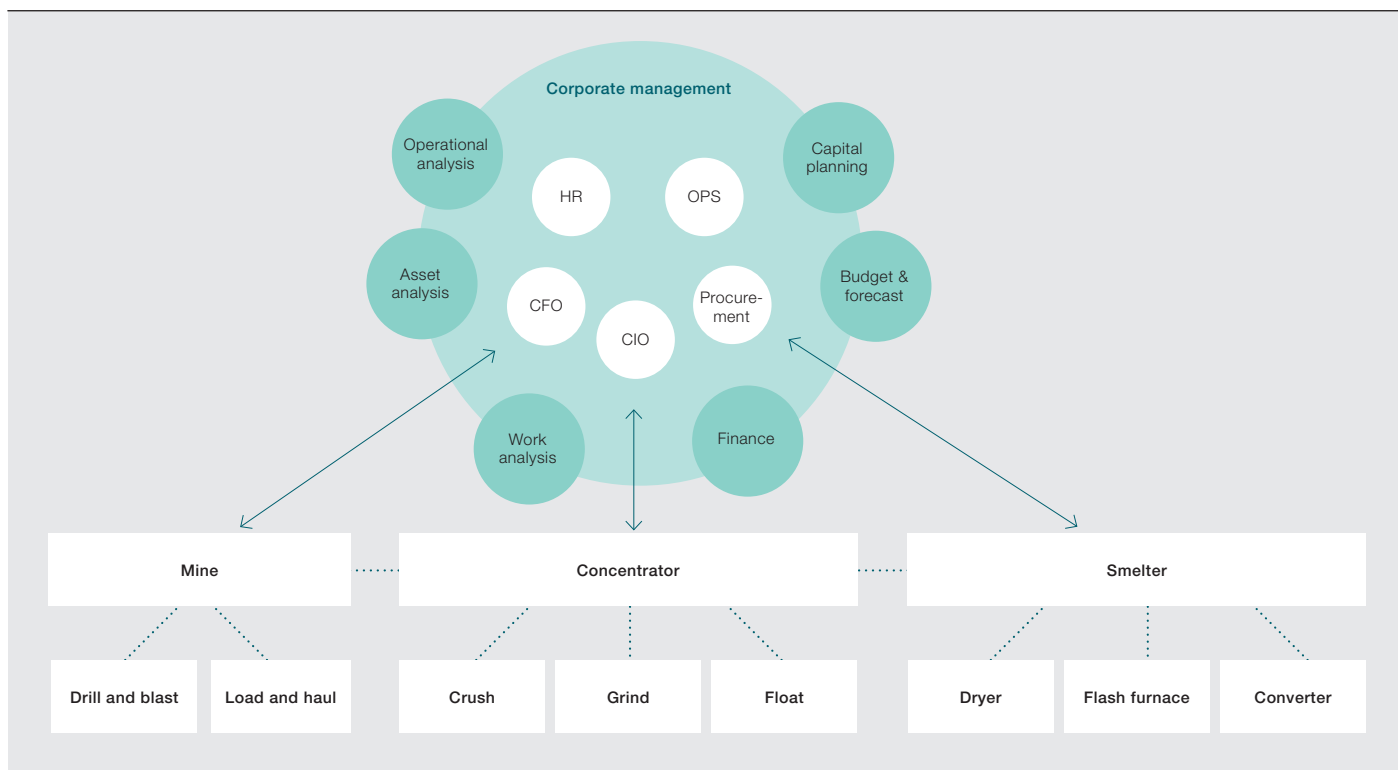 Corporate management
Operational
analysis
Capital
planning
HR
OPS
Asset
analysis
Budget &
forecast
CFO
Procure-
ment
CIO
Work
analysis
Finance
Mine
Concentrator
Smelter
Drill and blast
Load and haul
Crush
Grind
Float
Dryer
Flash furnace
Converter